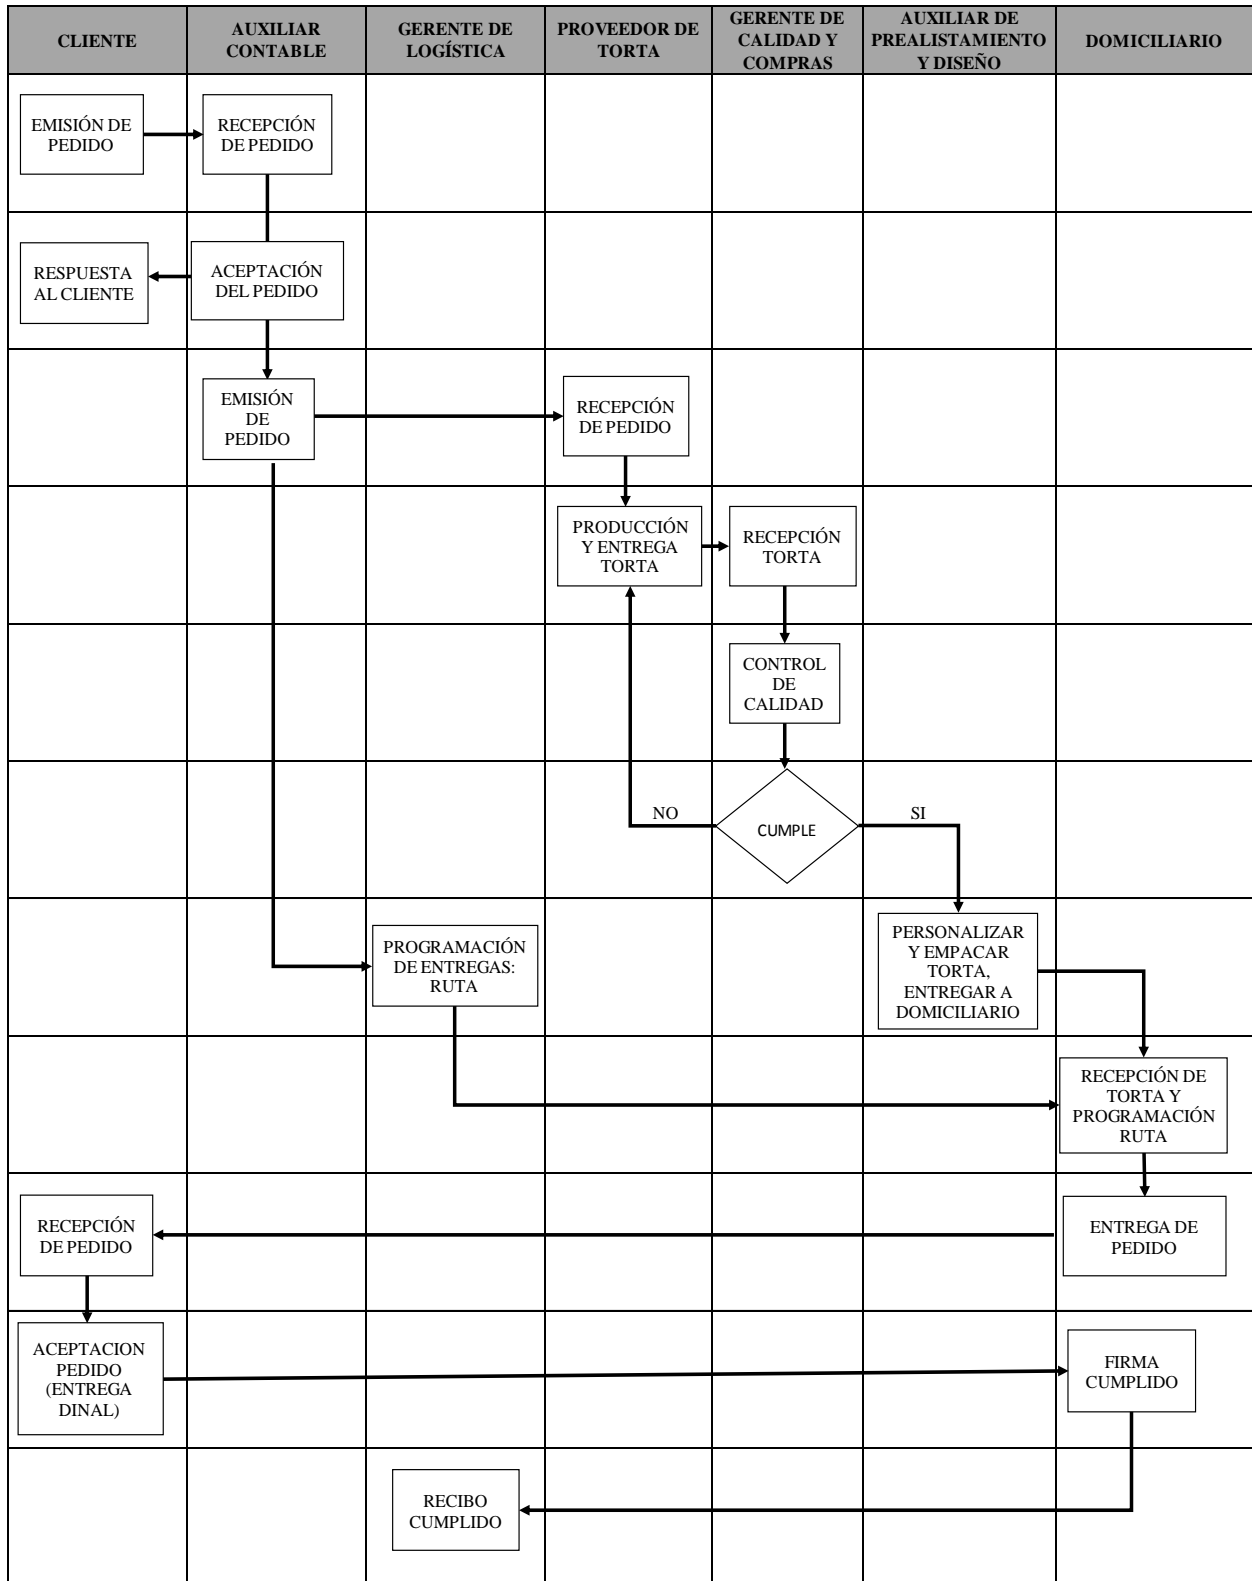 CLIENTE
AUXILIAR
CONTABLE
GERENTE DE
LOGÍSTICA
PROVEEDOR DE
TORTA
GERENTE DE
CALIDAD Y
COMPRAS
AUXILIAR DE
PREALISTAMIENTO
Y DISEÑO
DOMICILIARIO
EMISIÓN DE
PEDIDO
RECEPCIÓN
DE PEDIDO
RESPUESTA
AL CLIENTE
ACEPTACIÓN
DEL PEDIDO
EMISIÓN
DE
PEDIDO
RECEPCIÓN
DE PEDIDO
PRODUCCIÓN
Y ENTREGA
TORTA
RECEPCIÓN
TORTA
CONTROL
DE
CALIDAD
NO
CUMPLE
SI
PROGRAMACIÓN
DE ENTREGAS:
RUTA
PERSONALIZAR
Y EMPACAR
TORTA,
ENTREGAR A
DOMICILIARIO
RECEPCIÓN DE
TORTA Y
PROGRAMACIÓN
RUTA
RECEPCIÓN
DE PEDIDO
ENTREGA DE
PEDIDO
ACEPTACION
PEDIDO
(ENTREGA
DINAL)
FIRMA
CUMPLIDO
RECIBO
CUMPLIDO